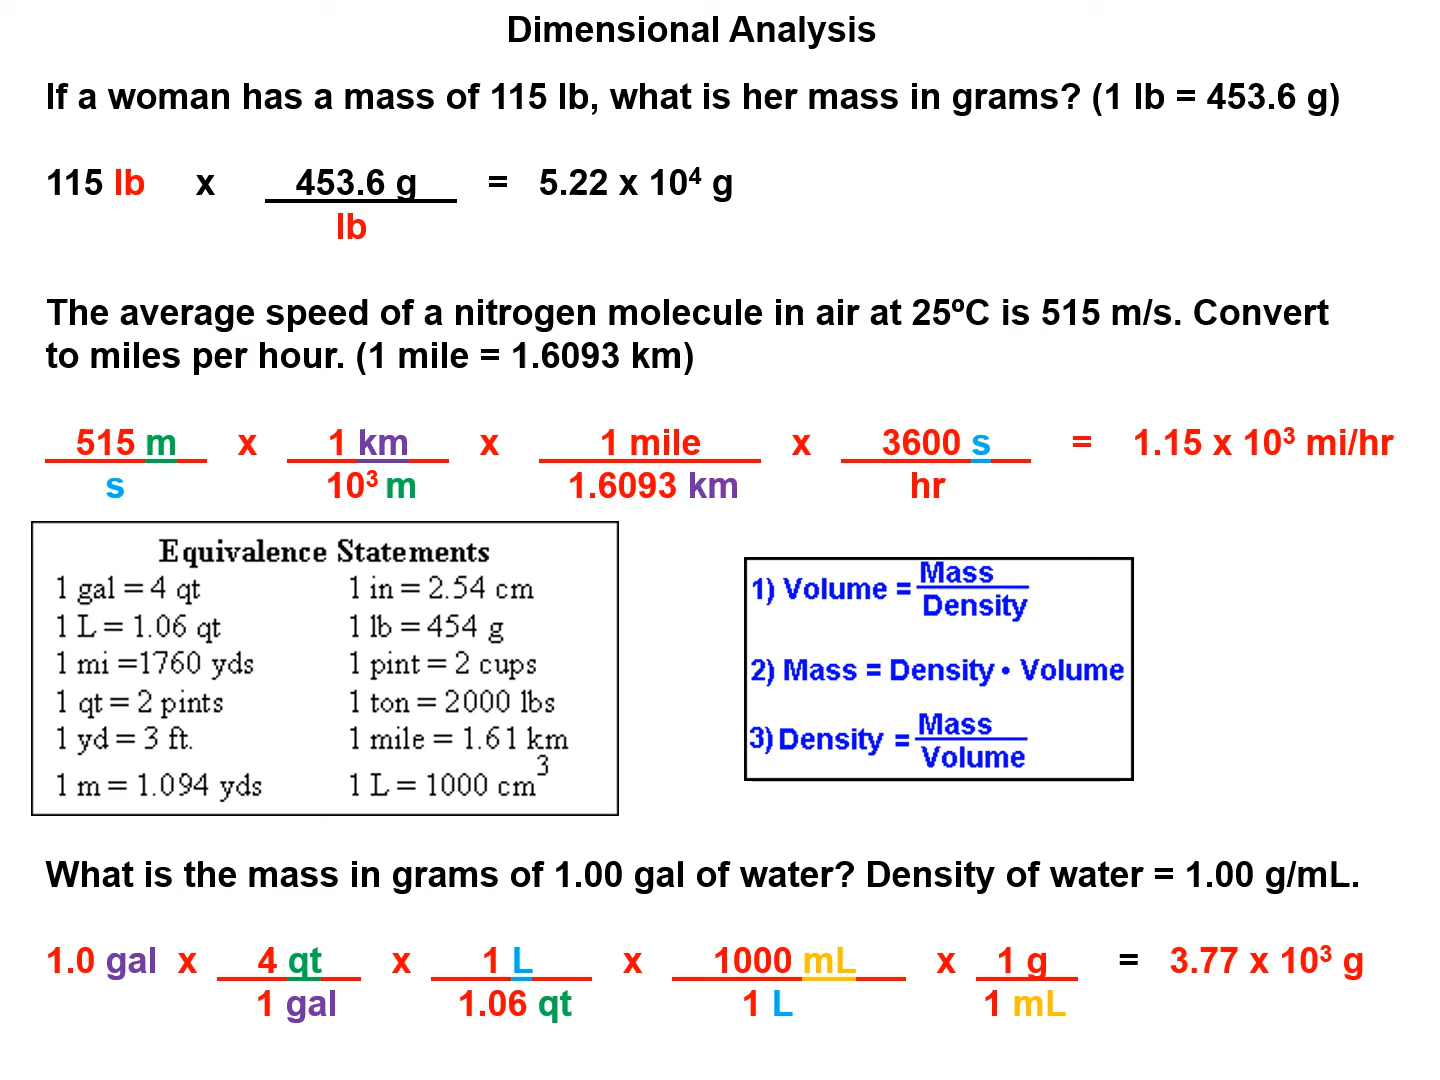 Dimensional Analysis
If a woman has a mass of 115 lb, what is her mass in grams? (1 lb = 453.6 g)
115 lb x 453.6 g = 5.22 x 10⁴ g
lb
The average speed of a nitrogen molecule in air at 25ºC is 515 m/s. Convert
to miles per hour. (1 mile = 1.6093 km)
515 m x 1 km x 1 mile x 3600 s = 1.15 x 10³ mi/hr
s 10³ m 1.6093 km hr
Equivalence Statements
1 gal = 4 qt 1 in = 2.54 cm
1 L = 1.06 qt 1 lb = 454 g
1 mi =1760 yds 1 pint = 2 cups
1 qt = 2 pints 1 ton = 2000 lbs
1 yd = 3 ft. 1 mile = 1.61 km
1 m = 1.094 yds 1 L = 1000 cm³
1) Volume = Mass
Density
2) Mass = Density • Volume
3) Density = Mass
Volume
What is the mass in grams of 1.00 gal of water? Density of water = 1.00 g/mL.
1.0 gal x 4 qt x 1 L x 1000 mL x 1 g = 3.77 x 10³ g
1 gal 1.06 qt 1 L 1 mL